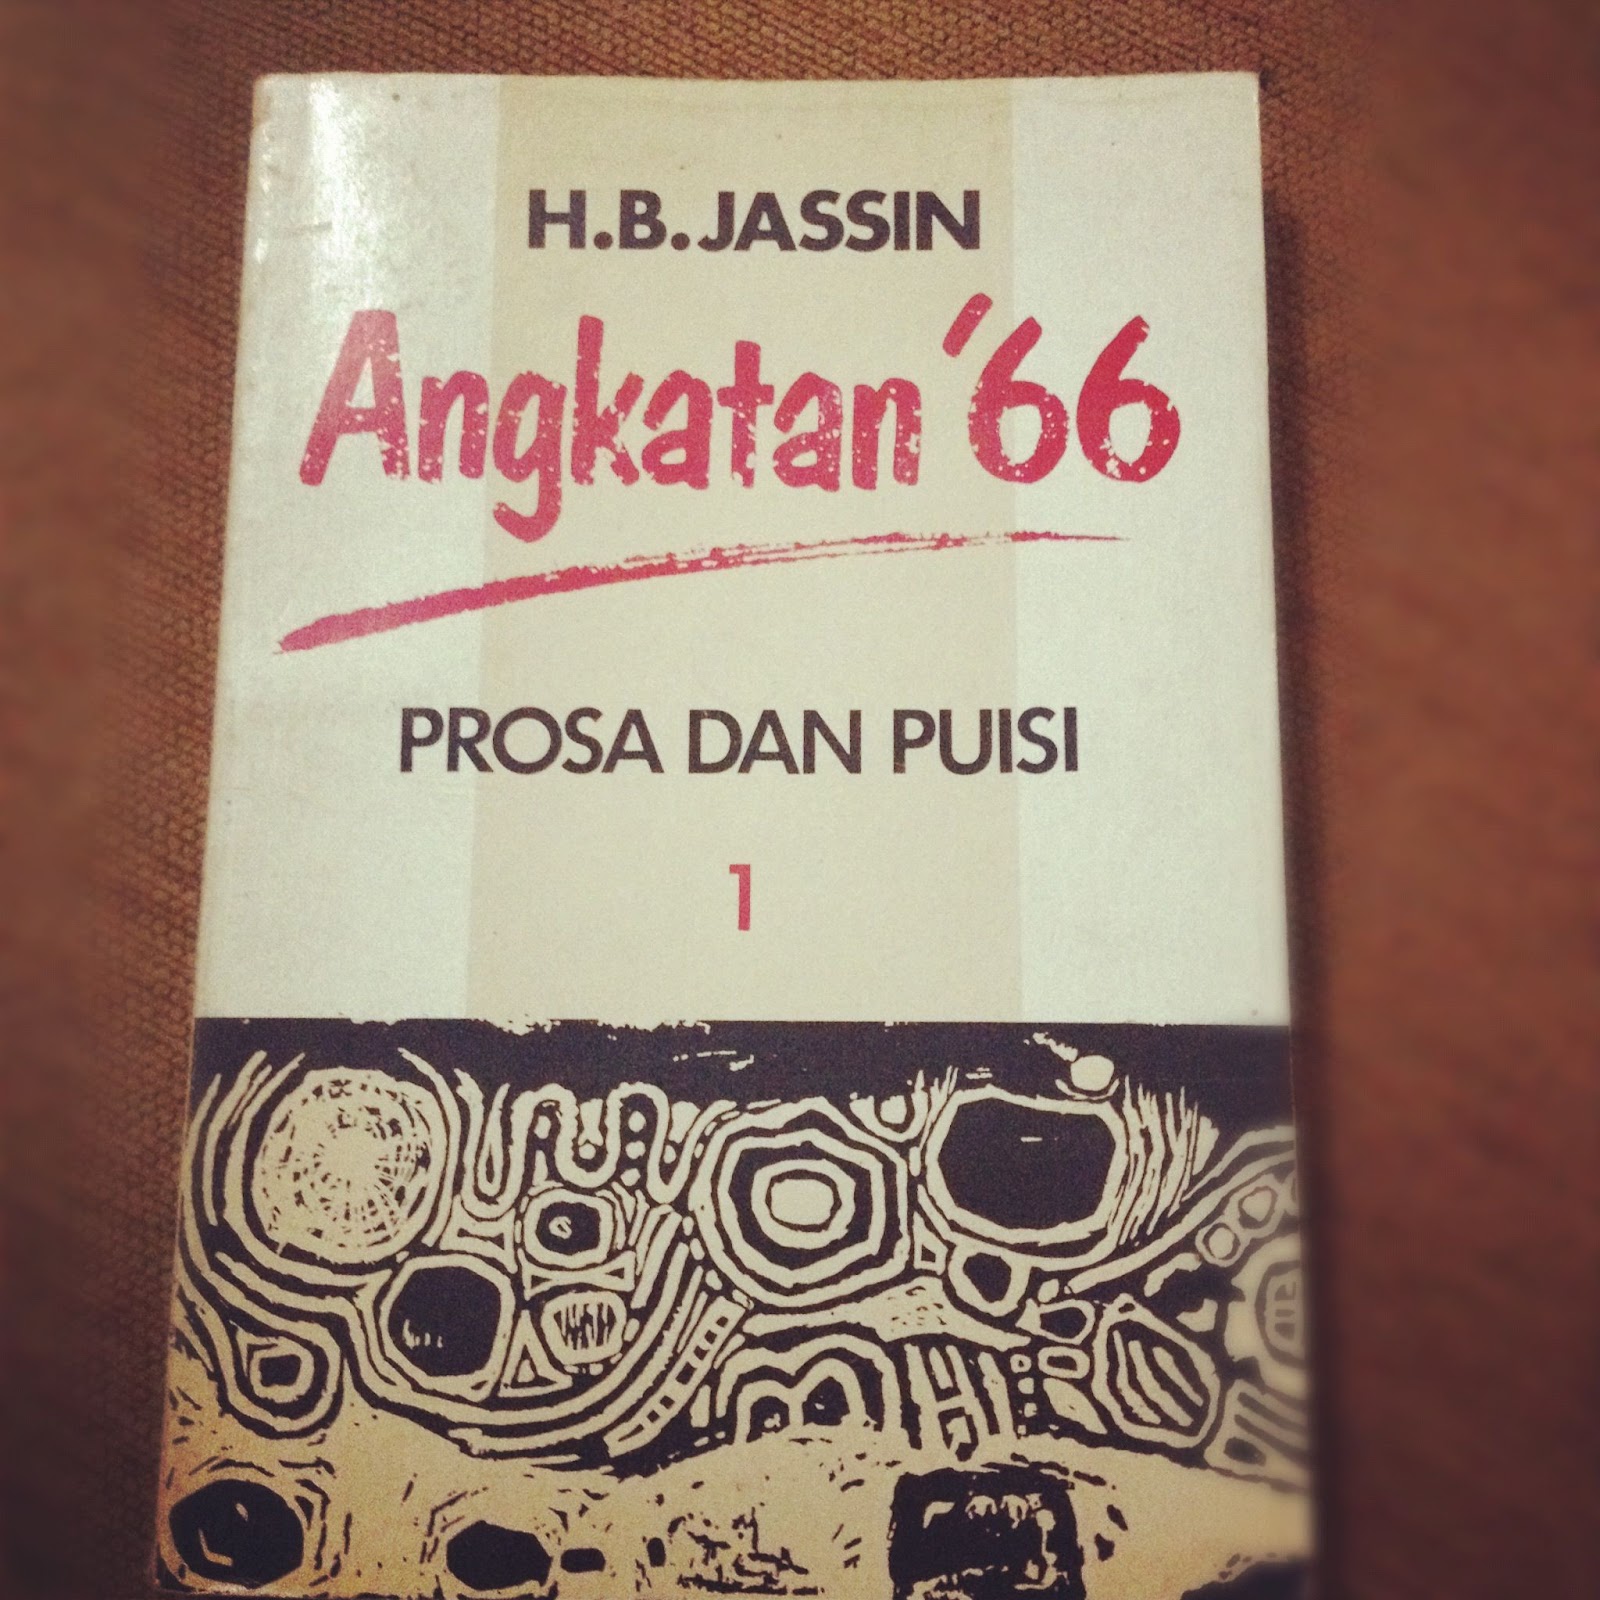 H.B. JASSIN
Angkatan '66
PROSA DAN PUISI
1